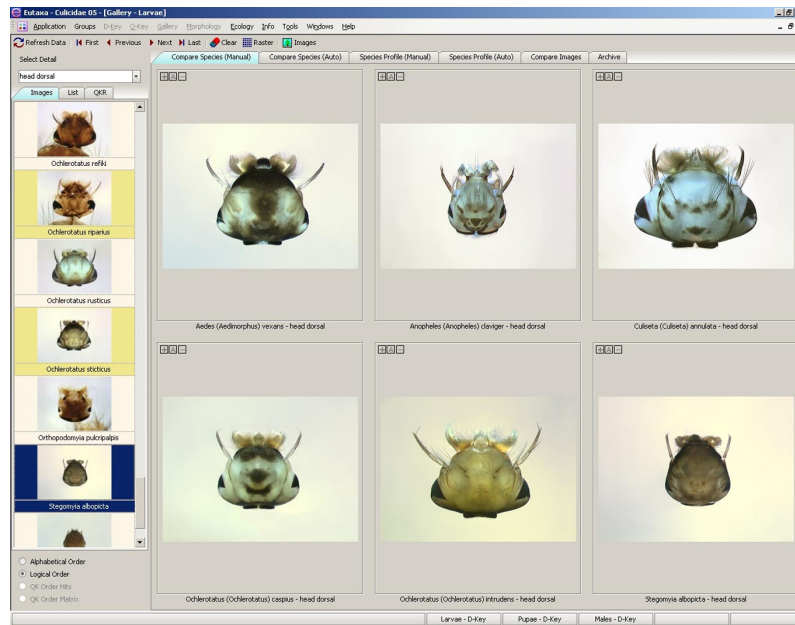 Eutaxa - Culicidae 05 - [Gallery - Larvae]
Application Groups D-Key Q-Key Gallery Morphology Ecology Info Tools Windows Help
Refresh Data First Previous Next Last Clear Raster Images
Select Detail
head dorsal
Images List QKR
Ochlerotatus refiki
Ochlerotatus riparius
Ochlerotatus rusticus
Ochlerotatus sticticus
Orthopodomyia pulcripalpis
Stegomyia albopicta
Alphabetical Order
Logical Order
QK Order Hits
QK Order Matrix
Compare Species (Manual) Compare Species (Auto) Species Profile (Manual) Species Profile (Auto) Compare Images Archive
Aedes (Aedimorphus) vexans - head dorsal
Anopheles (Anopheles) claviger - head dorsal
Culiseta (Culiseta) annulata - head dorsal
Ochlerotatus (Ochlerotatus) caspius - head dorsal
Ochlerotatus (Ochlerotatus) intrudens - head dorsal
Stegomyia albopicta - head dorsal
Larvae - D-Key Pupae - D-Key Males - D-Key